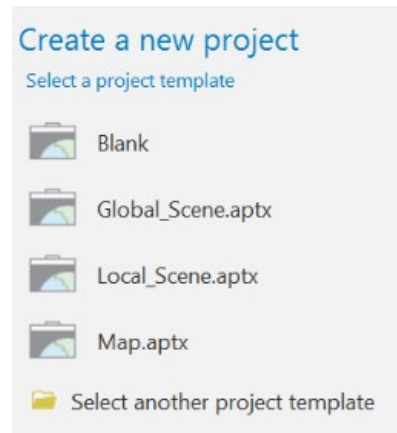 Create a new project
Select a project template
Blank
Global_Scene.aptx
Local_Scene.aptx
Map.aptx
Select another project template